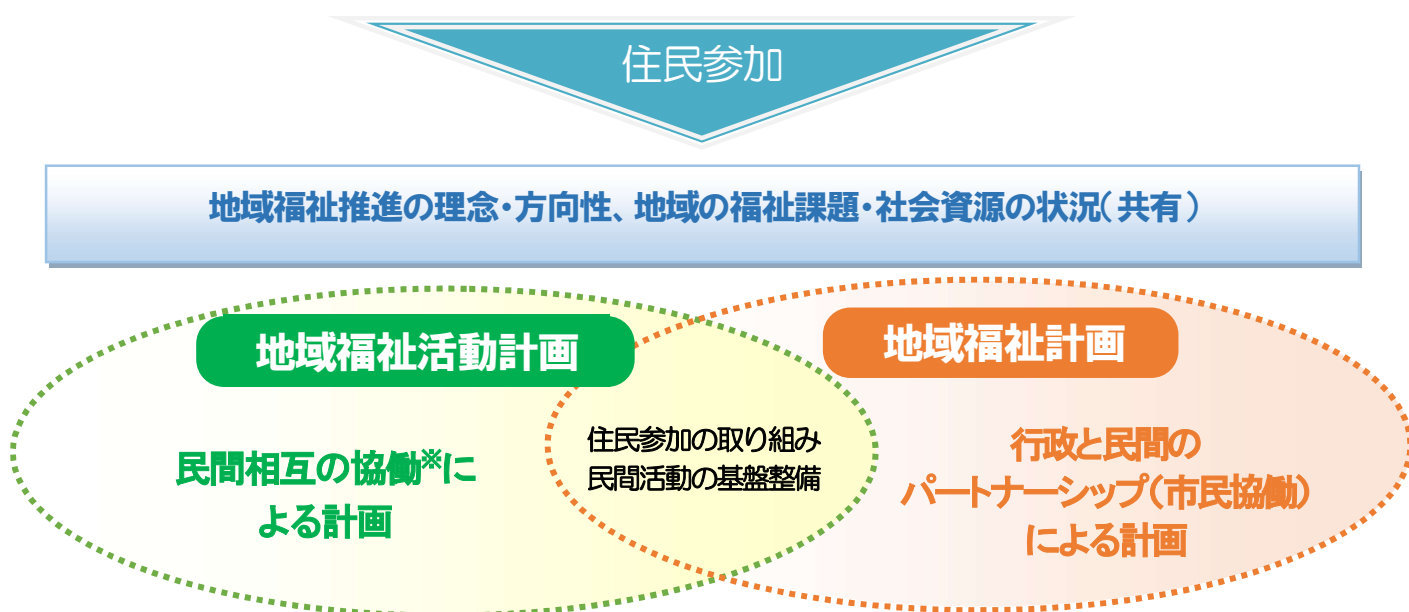 住民参加
地域福祉推進の理念・方向性、地域の福祉課題・社会資源の状況（共有）
地域福祉活動計画
民間相互の協働※に
よる計画
住民参加の取り組み
民間活動の基盤整備
地域福祉計画
行政と民間の
パートナーシップ（市民協働）
による計画